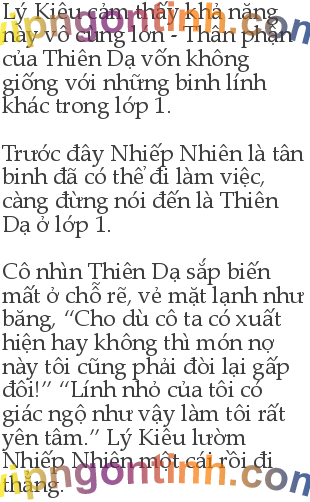 Lý Kiêu cảm thấy khả năng
này vô cùng lớn - Thân phận
của Thiên Dạ vốn không
giống với những binh lính
khác trong lớp 1.
Trước đây Nhiếp Nhiên là tân
binh đã có thể đi làm việc,
càng đừng nói đến là Thiên
Dạ ở lớp 1.
Cô nhìn Thiên Dạ sắp biến
mất ở chỗ rẽ, vẻ mặt lạnh như
băng, “Cho dù cô ta có xuất
hiện hay không thì món nợ
này tôi cũng phải đòi lại gấp
đôi!” “Lính nhỏ của tôi có
giác ngộ như vậy làm tôi rất
yên tâm.” Lý Kiêu lườm
Nhiếp Nhiên một cái rồi đi
thẳng.